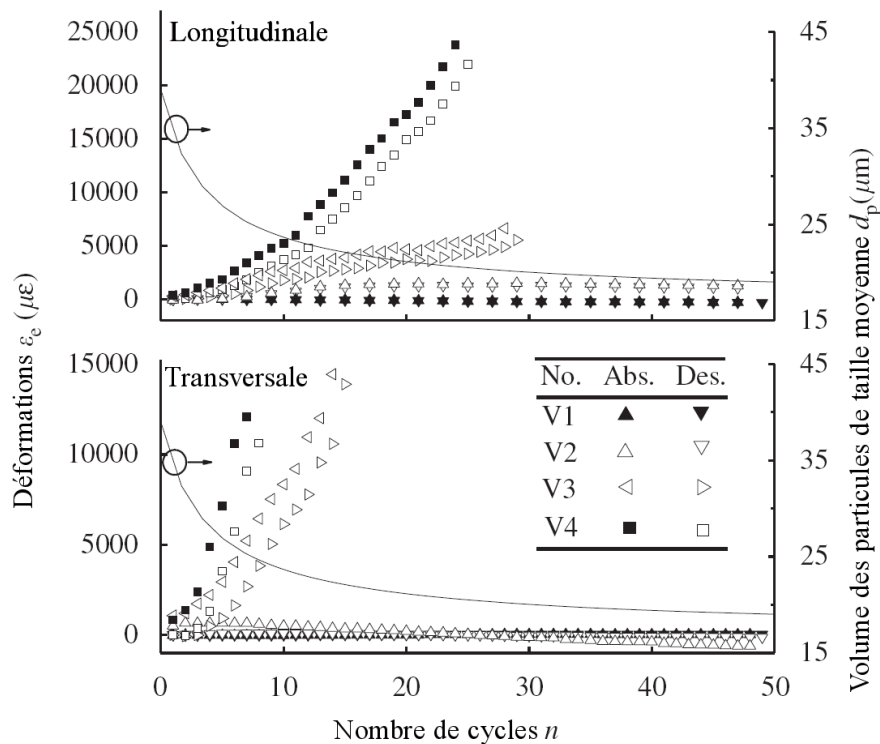 Longitudinale
25000
20000
15000
10000
5000
0
45
35
25
15
Transversale
15000
10000
5000
0
45
35
25
15
No. Abs. Des.
V1
V2
V3
V4
0 10 20 30 40 50
Nombre de cycles n
Déformations εe (με)
Volume des particules de taille moyenne dp(μm)